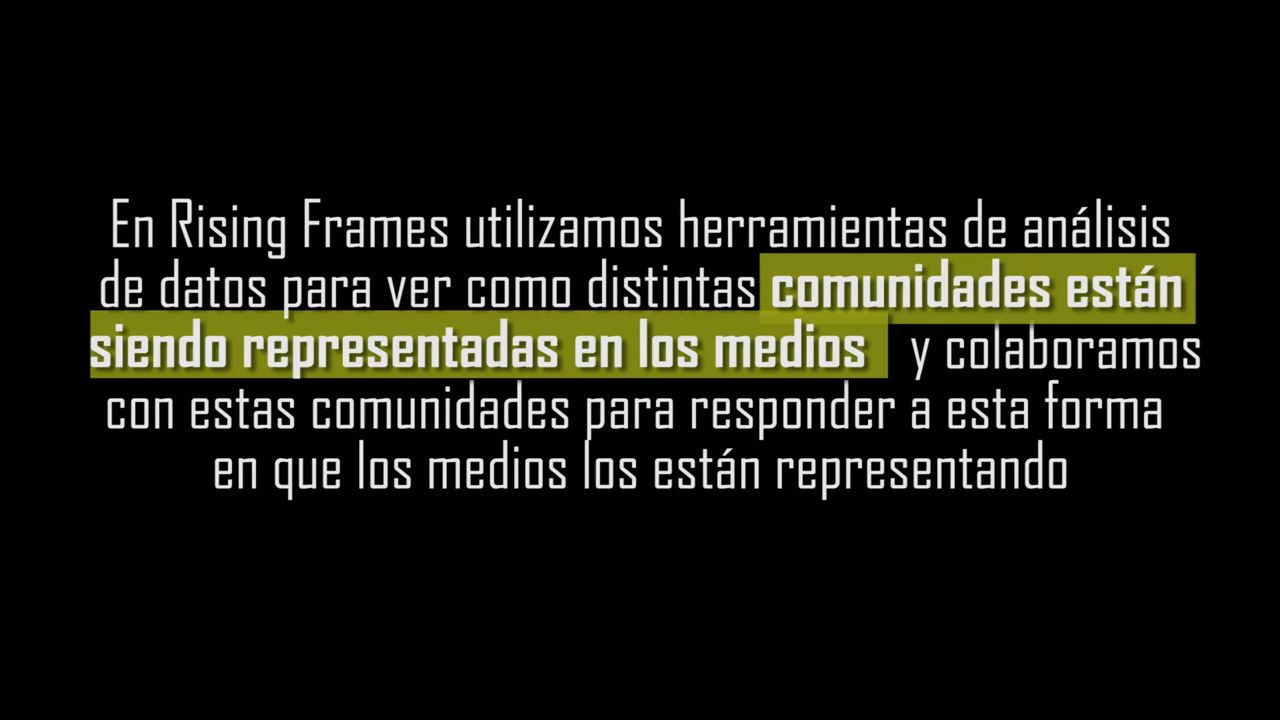 En Rising Frames utilizamos herramientas de análisis
de datos para ver como distintas comunidades están
siendo representadas en los medios y colaboramos
con estas comunidades para responder a esta forma
en que los medios los están representando